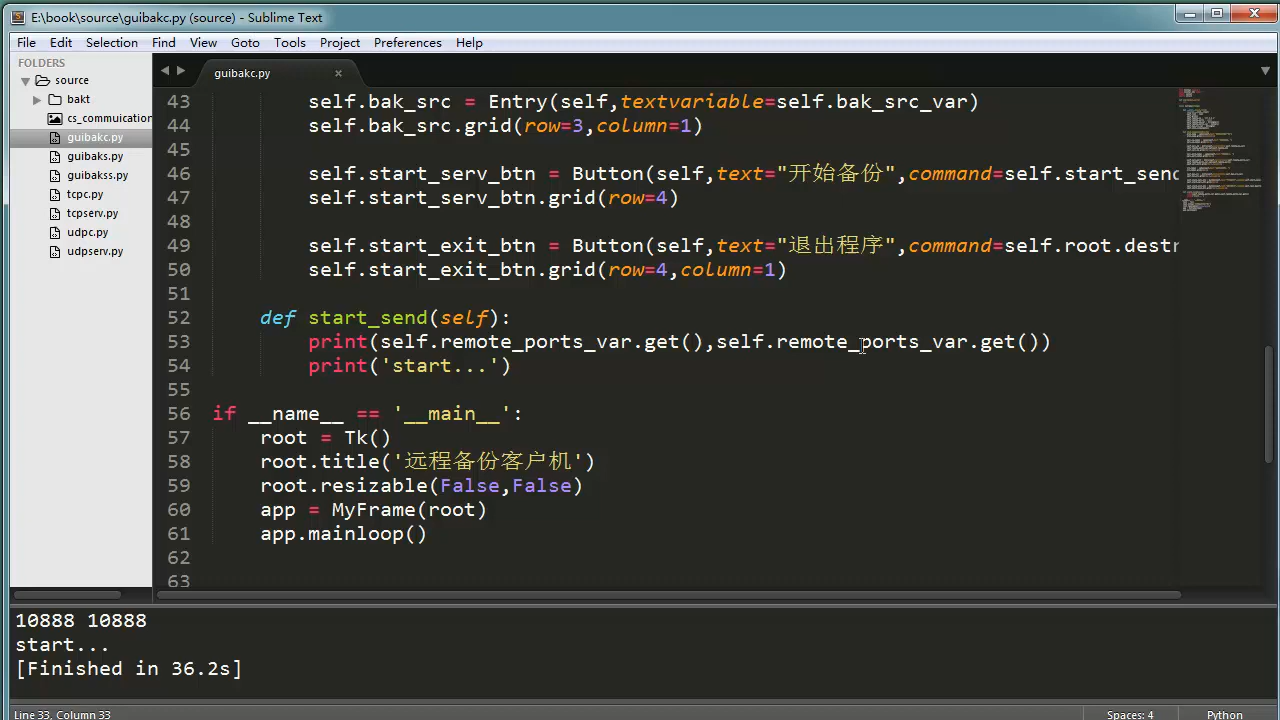 E:\book\source\guibakc.py (source) - Sublime Text
File Edit Selection Find View Goto Tools Project Preferences Help
FOLDERS
source
bakt
cs_commuication
guibakc.py
guibaks.py
guibakss.py
tcpc.py
tcpserv.py
udpc.py
udpserv.py
guibakc.py ×
43 self.bak_src = Entry(self,textvariable=self.bak_src_var)
44 self.bak_src.grid(row=3,column=1)
45
46 self.start_serv_btn = Button(self,text="开始备份",command=self.start_send
47 self.start_serv_btn.grid(row=4)
48
49 self.start_exit_btn = Button(self,text="退出程序",command=self.root.destr
50 self.start_exit_btn.grid(row=4,column=1)
51
52 def start_send(self):
53 print(self.remote_ports_var.get(),self.remote_ports_var.get())
54 print('start...')
55
56 if __name__ == '__main__':
57 root = Tk()
58 root.title('远程备份客户机')
59 root.resizable(False,False)
60 app = MyFrame(root)
61 app.mainloop()
62
63
10888 10888
start...
[Finished in 36.2s]
Line 33, Column 33 Spaces: 4 Python